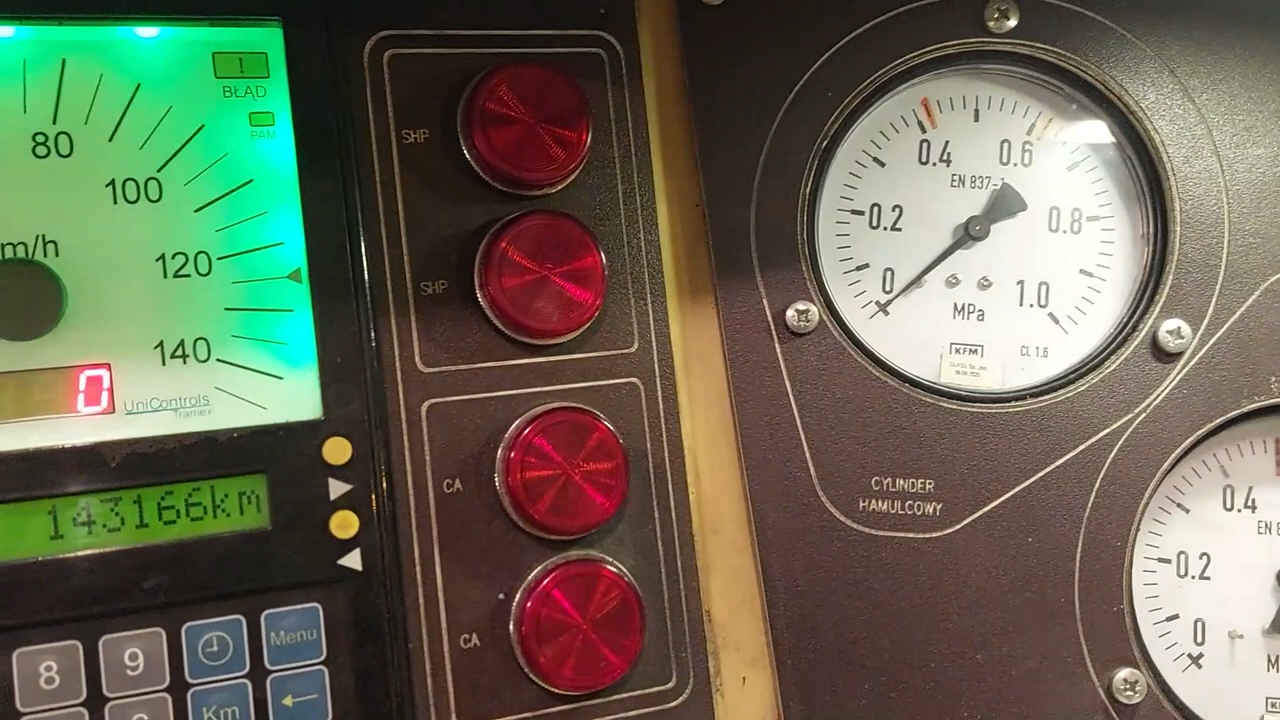 80
100
120
140
m/h
!
BŁĄD
PAM
0
UniControls
Tramex
143166km
8
9
Menu
Km
SHP
SHP
CA
CA
0
0.2
0.4
0.6
0.8
1.0
EN 837-1
MPa
KFM
CL 1.6
CYLINDER
HAMULCOWY
0
0.2
0.4
EN 8
M